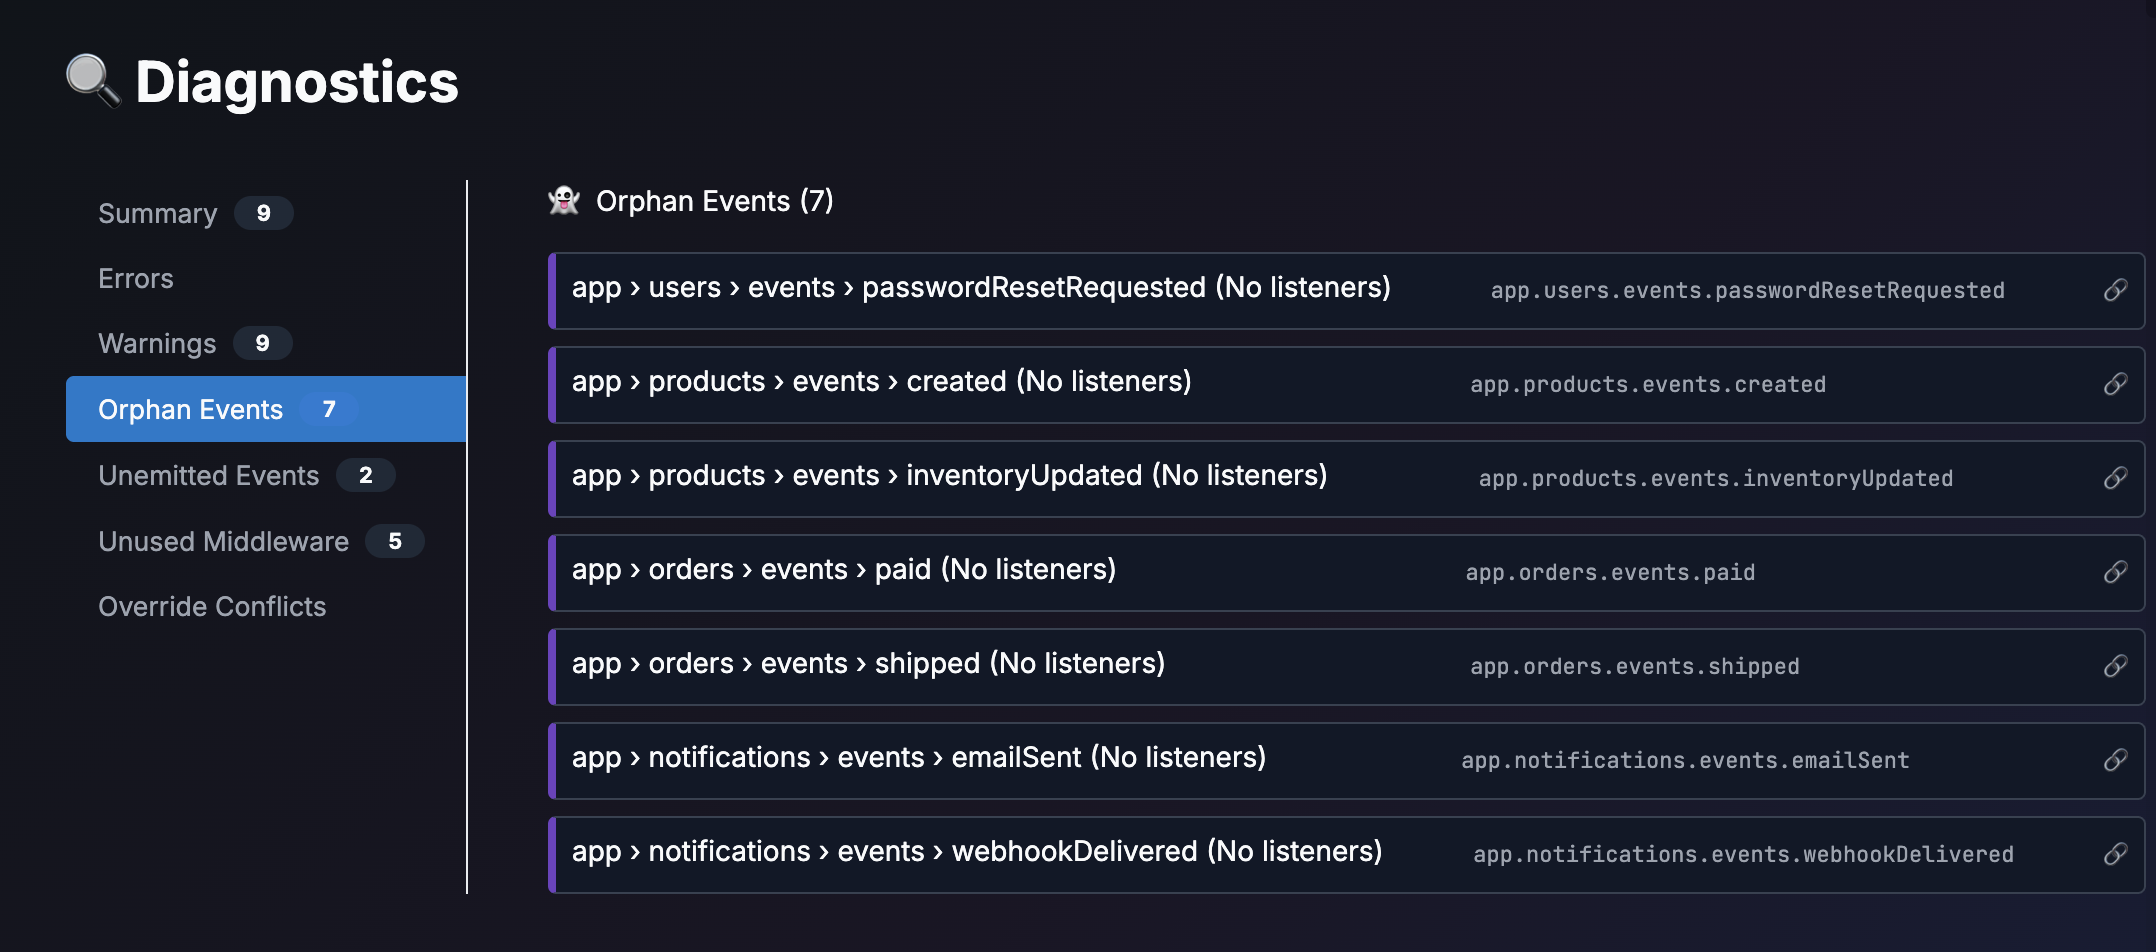 Diagnostics
Summary 9
Errors
Warnings 9
Orphan Events 7
Unemitted Events 2
Unused Middleware 5
Override Conflicts
Orphan Events (7)
app › users › events › passwordResetRequested (No listeners) app.users.events.passwordResetRequested
app › products › events › created (No listeners) app.products.events.created
app › products › events › inventoryUpdated (No listeners) app.products.events.inventoryUpdated
app › orders › events › paid (No listeners) app.orders.events.paid
app › orders › events › shipped (No listeners) app.orders.events.shipped
app › notifications › events › emailSent (No listeners) app.notifications.events.emailSent
app › notifications › events › webhookDelivered (No listeners) app.notifications.events.webhookDelivered